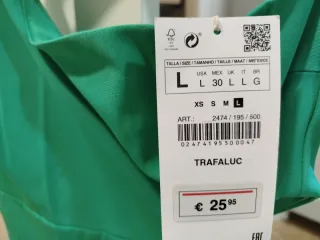 FSC
TALLA / SIZE / TAMANHO / TAILLE / MAAT /
L
USA MEX UK IT BR
L 30 L L G
XS S M L
ART.: 2474 / 195 / 500
02474195500047
TRAFALUC
€ 25 95
EAC